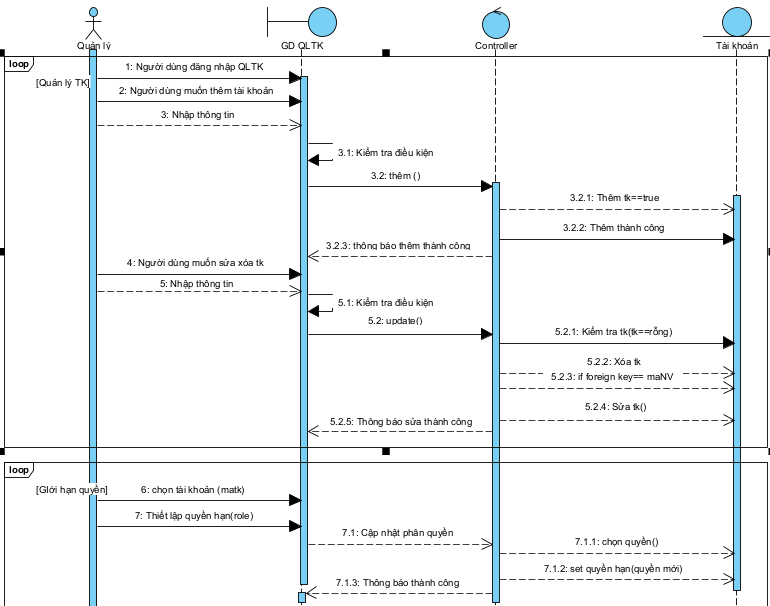 Quản lý
GD QLTK
Controller
Tài khoản
loop
[Quản lý TK]
1: Người dùng đăng nhập QLTK
2: Người dùng muốn thêm tài khoản
3: Nhập thông tin
3.1: Kiểm tra điều kiện
3.2: thêm ()
3.2.1: Thêm tk==true
3.2.2: Thêm thành công
3.2.3: thông báo thêm thành công
4: Người dùng muốn sửa xóa tk
5: Nhập thông tin
5.1: Kiểm tra điều kiện
5.2: update()
5.2.1: Kiểm tra tk(tk==rỗng)
5.2.2: Xóa tk
5.2.3: if foreign key== maNV
5.2.4: Sửa tk()
5.2.5: Thông báo sửa thành công
loop
[Giới hạn quyền]
6: chọn tài khoản (matk)
7: Thiết lập quyền hạn(role)
7.1: Cập nhật phân quyền
7.1.1: chọn quyền()
7.1.2: set quyền hạn(quyền mới)
7.1.3: Thông báo thành công